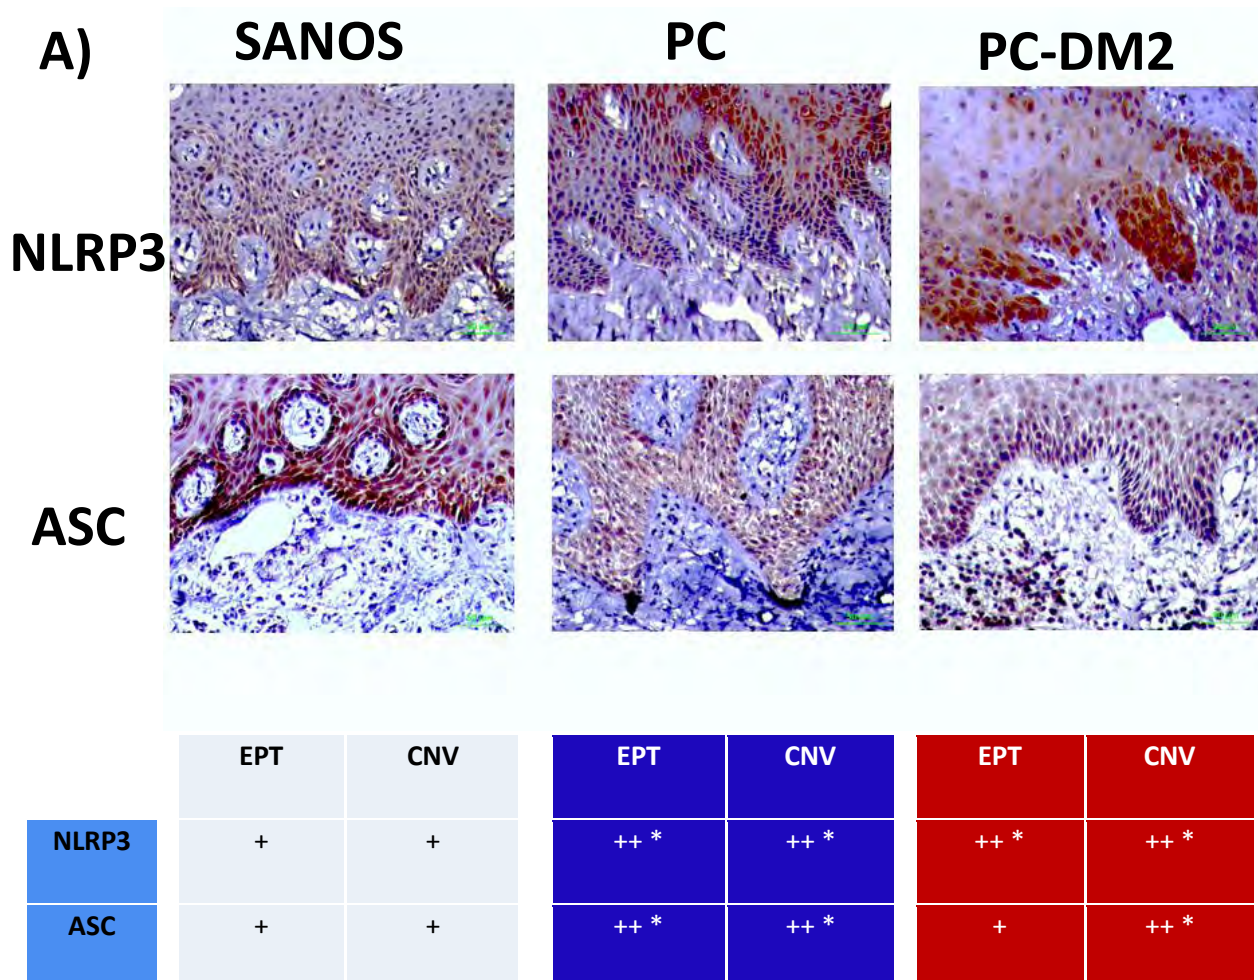 A) SANOS PC PC-DM2
NLRP3
ASC
EPT CNV EPT CNV EPT CNV
NLRP3 + + ++ * ++ * ++ * ++ *
ASC + + ++ * ++ * + ++ *